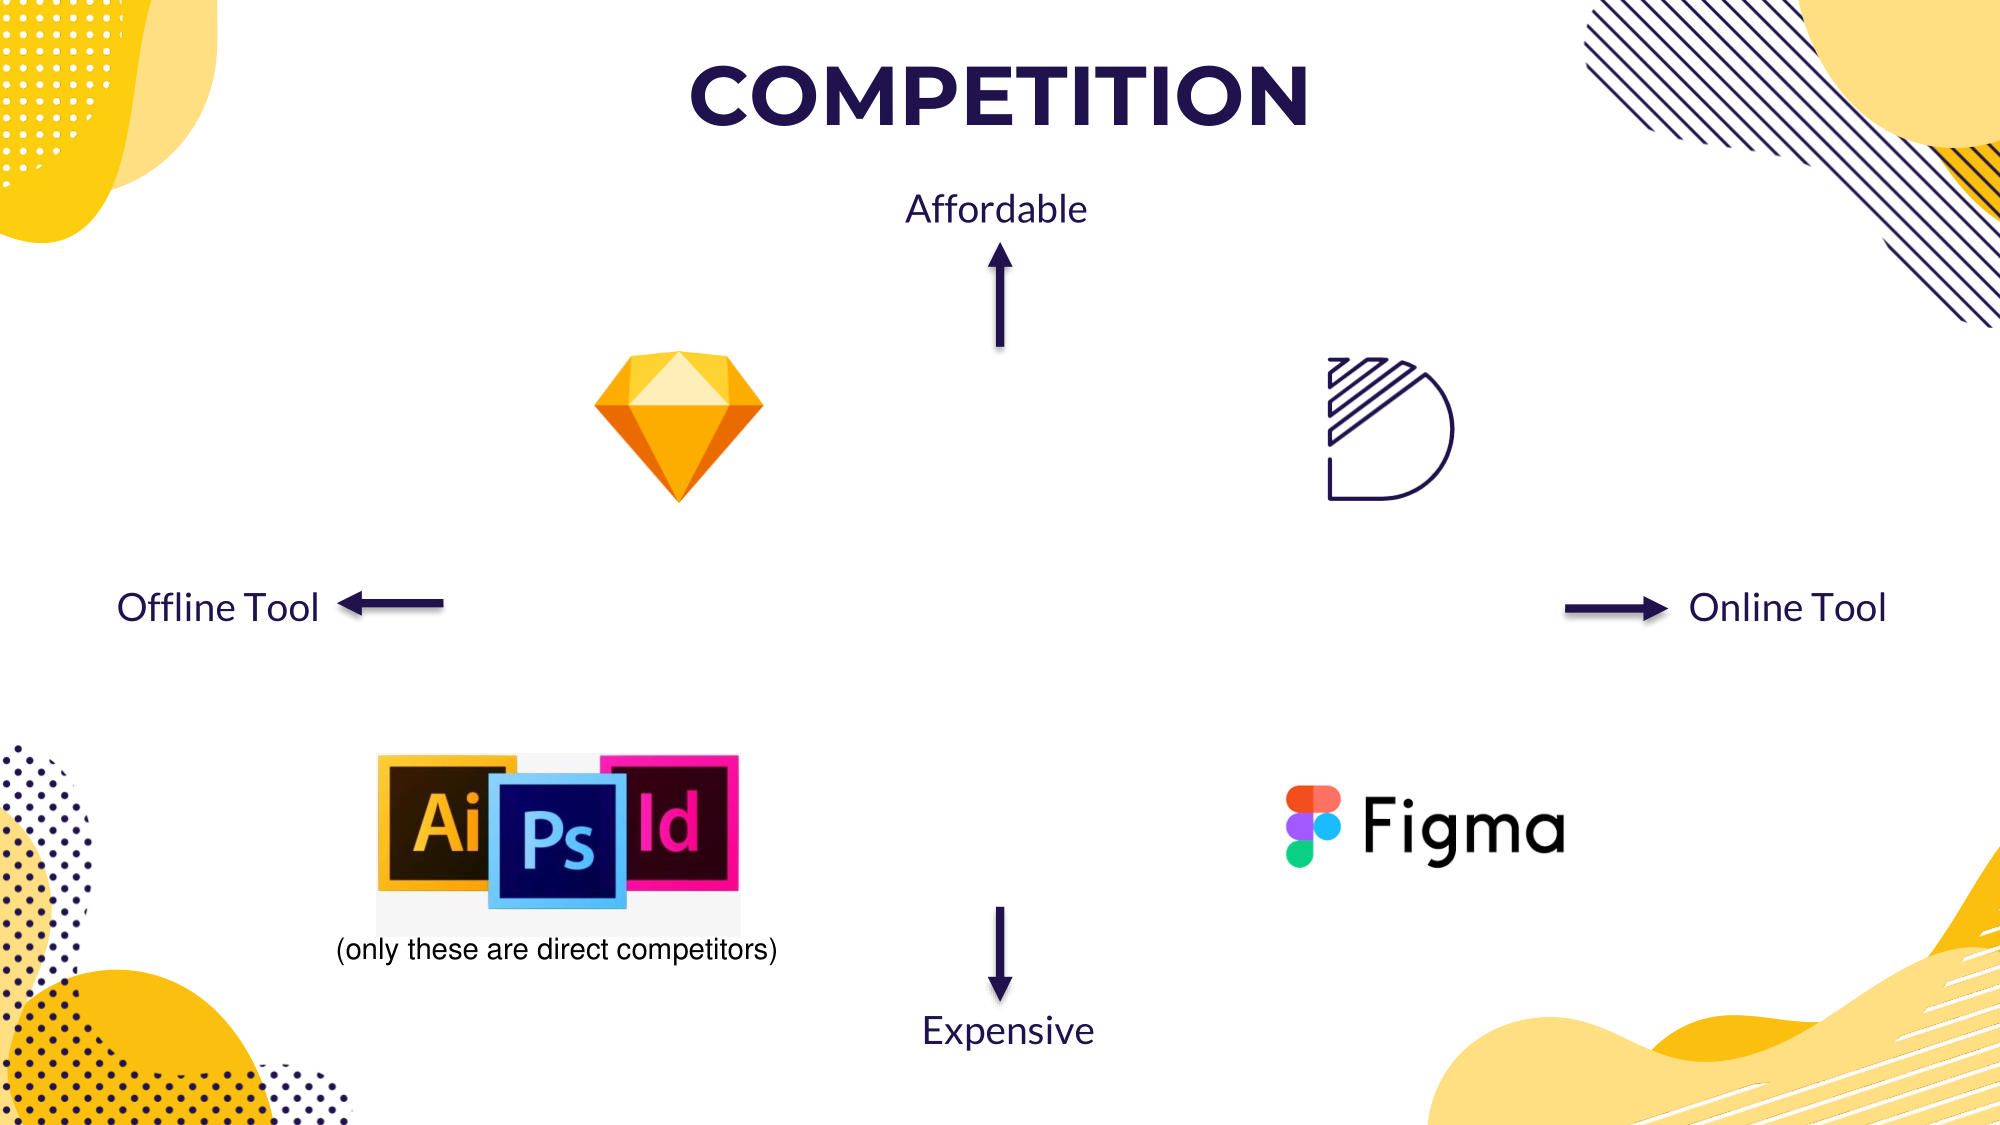 COMPETITION
Affordable
Offline Tool
Online Tool
Ai
Ps
Id
Figma
(only these are direct competitors)
Expensive